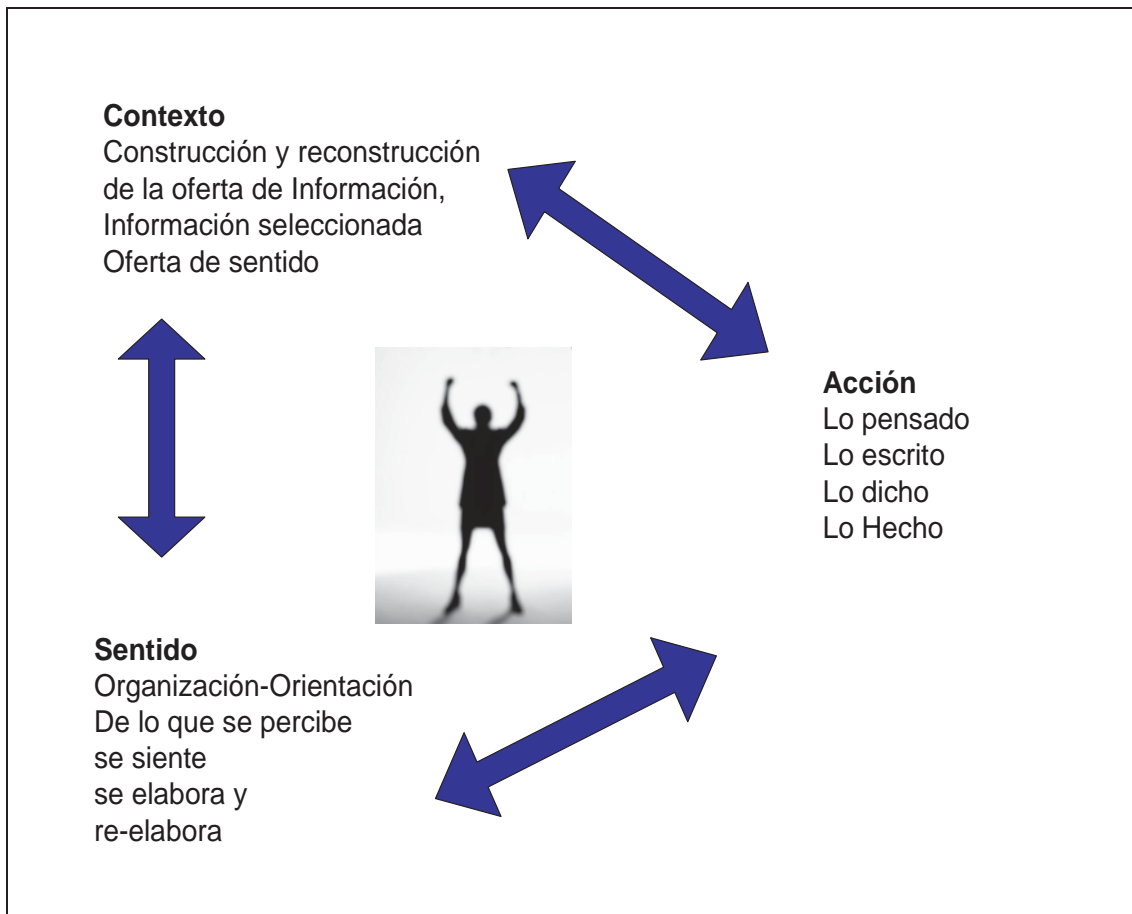 Contexto
Construcción y reconstrucción
de la oferta de Información,
Información seleccionada
Oferta de sentido
Acción
Lo pensado
Lo escrito
Lo dicho
Lo Hecho
Sentido
Organización-Orientación
De lo que se percibe
se siente
se elabora y
re-elabora